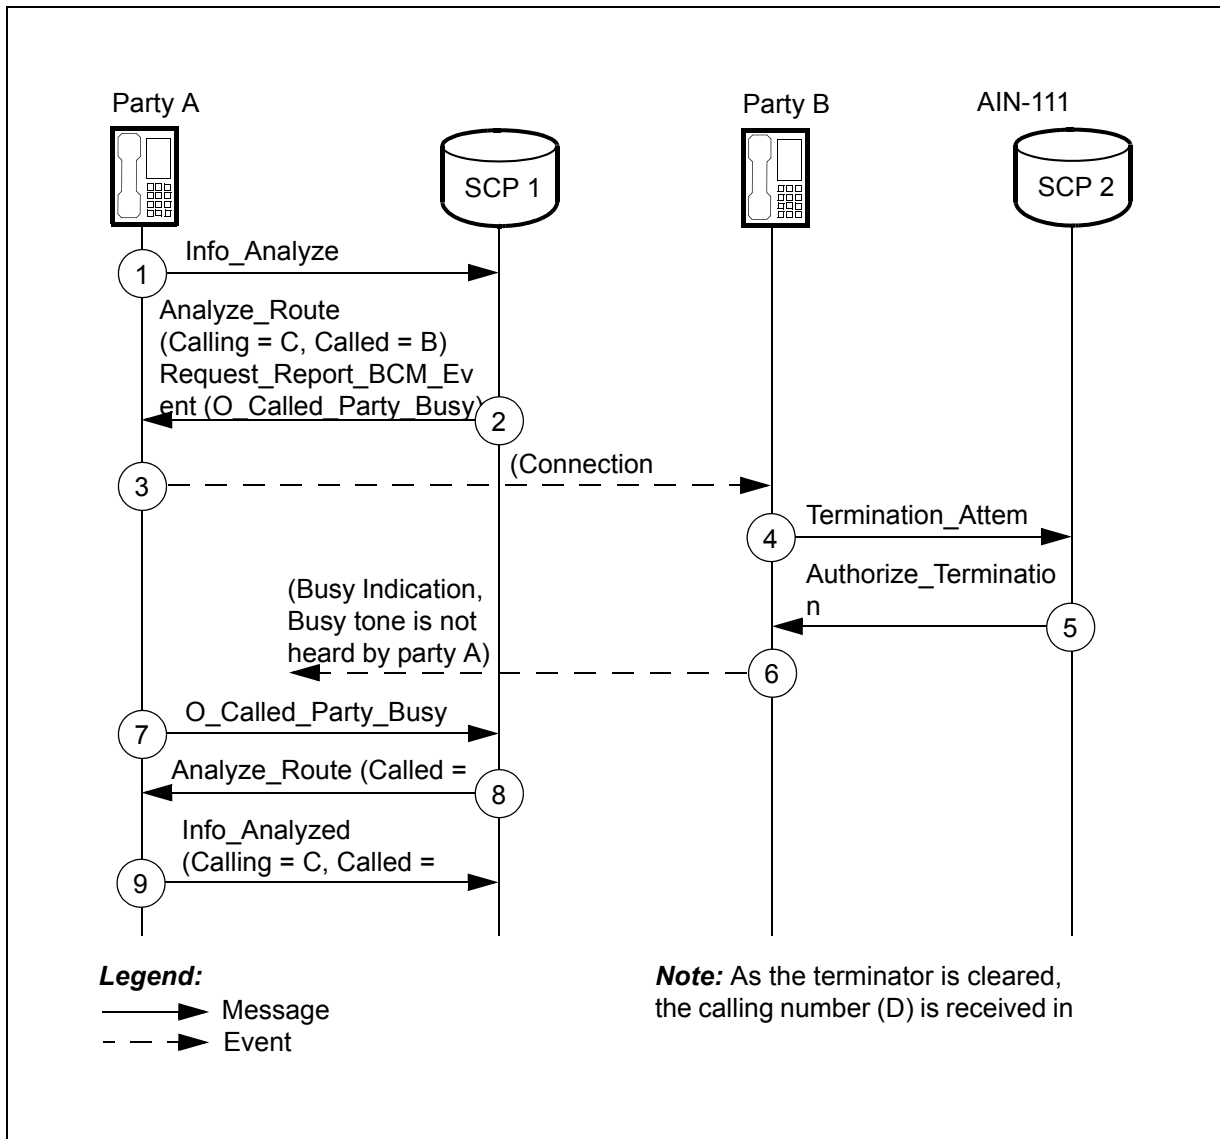 Party A
Party B
AIN-111
SCP 1
SCP 2
Info_Analyze
1
Analyze_Route
(Calling = C, Called = B)
Request_Report_BCM_Ev
ent (O_Called_Party_Busy)
2
(Connection
3
Termination_Attem
4
Authorize_Terminatio
n
5
(Busy Indication,
Busy tone is not
heard by party A)
6
O_Called_Party_Busy
7
Analyze_Route (Called =
8
Info_Analyzed
(Calling = C, Called =
9
Legend:
Message
Event
Note: As the terminator is cleared,
the calling number (D) is received in